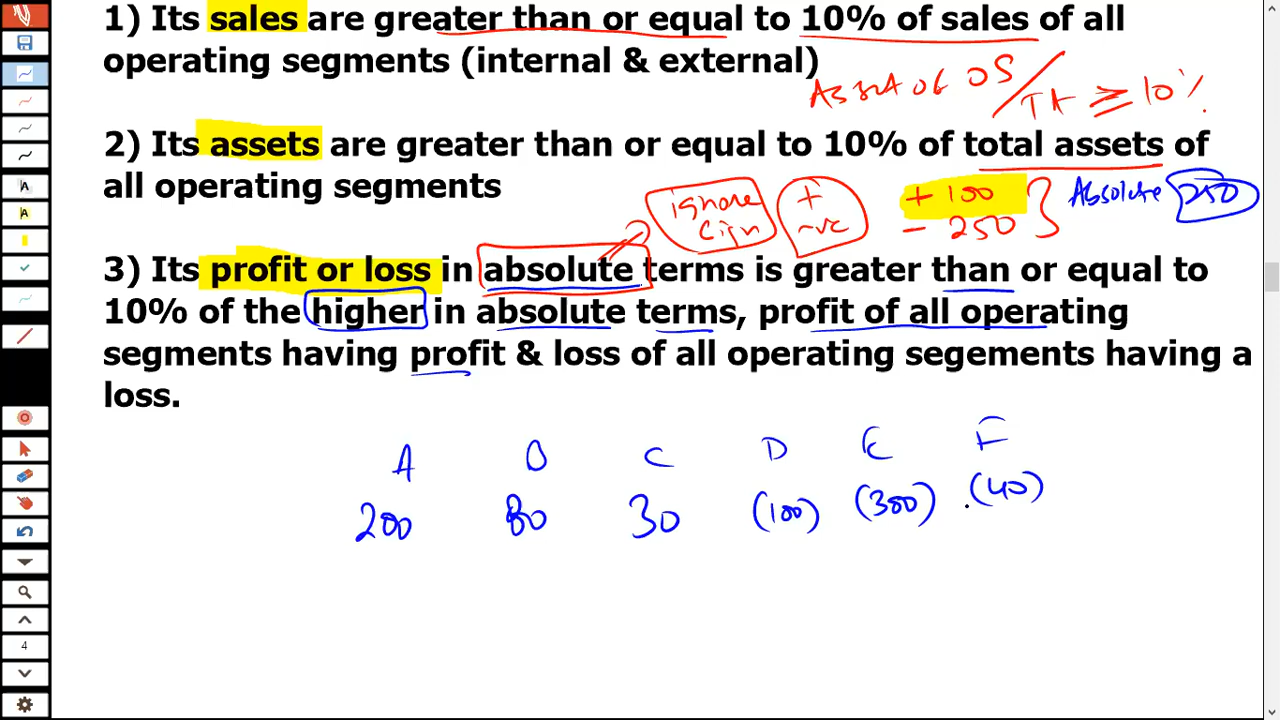 1) Its sales are greater than or equal to 10% of sales of all
operating segments (internal & external)
Asset of OS/TA ≥ 10%
2) Its assets are greater than or equal to 10% of total assets of
all operating segments
ignore sign
+ -ve
+ 100
- 250
Absolute 250
3) Its profit or loss in absolute terms is greater than or equal to
10% of the higher in absolute terms, profit of all operating
segments having profit & loss of all operating segements having a
loss.
A B C D E F
200 80 30 (100) (300) (40)
4